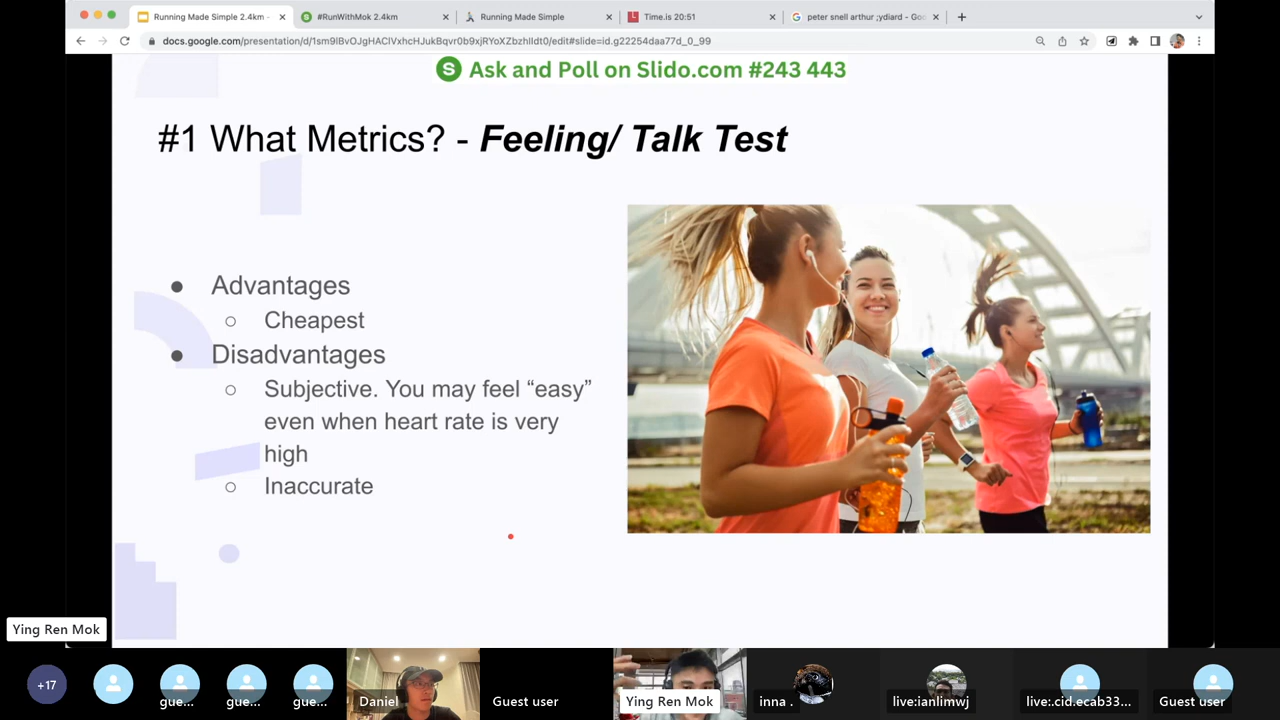 Running Made Simple 2.4km -
#RunWithMok 2.4km
Running Made Simple
Time.is 20:51
peter snell arthur ;ydiard - Goo
docs.google.com/presentation/d/1sm9lBvOJgHAClVxhcHJukBqvr0b9xjRYoXZbzhlIdt0/edit#slide=id.g22254daa77d_0_99
S Ask and Poll on Slido.com #243 443
#1 What Metrics? - Feeling/ Talk Test
● Advantages
○ Cheapest
● Disadvantages
○ Subjective. You may feel “easy”
even when heart rate is very
high
○ Inaccurate
Ying Ren Mok
+17
gue...
gue...
gue...
Daniel
Guest user
Ying Ren Mok
inna .
live:ianlimwj
live:cid.ecab33...
Guest user